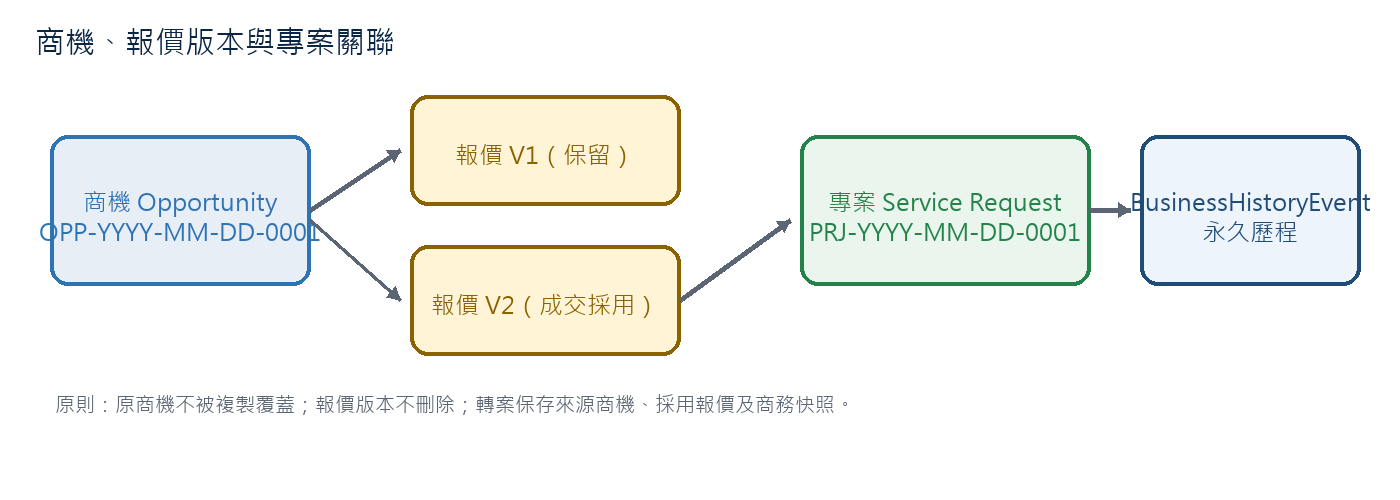 商機、報價版本與專案關聯
商機 Opportunity
OPP-YYYY-MM-DD-0001
報價 V1（保留）
報價 V2（成交採用）
專案 Service Request
PRJ-YYYY-MM-DD-0001
BusinessHistoryEvent
永久歷程
原則：原商機不被複製覆蓋；報價版本不刪除；轉案保存來源商機、採用報價及商務快照。